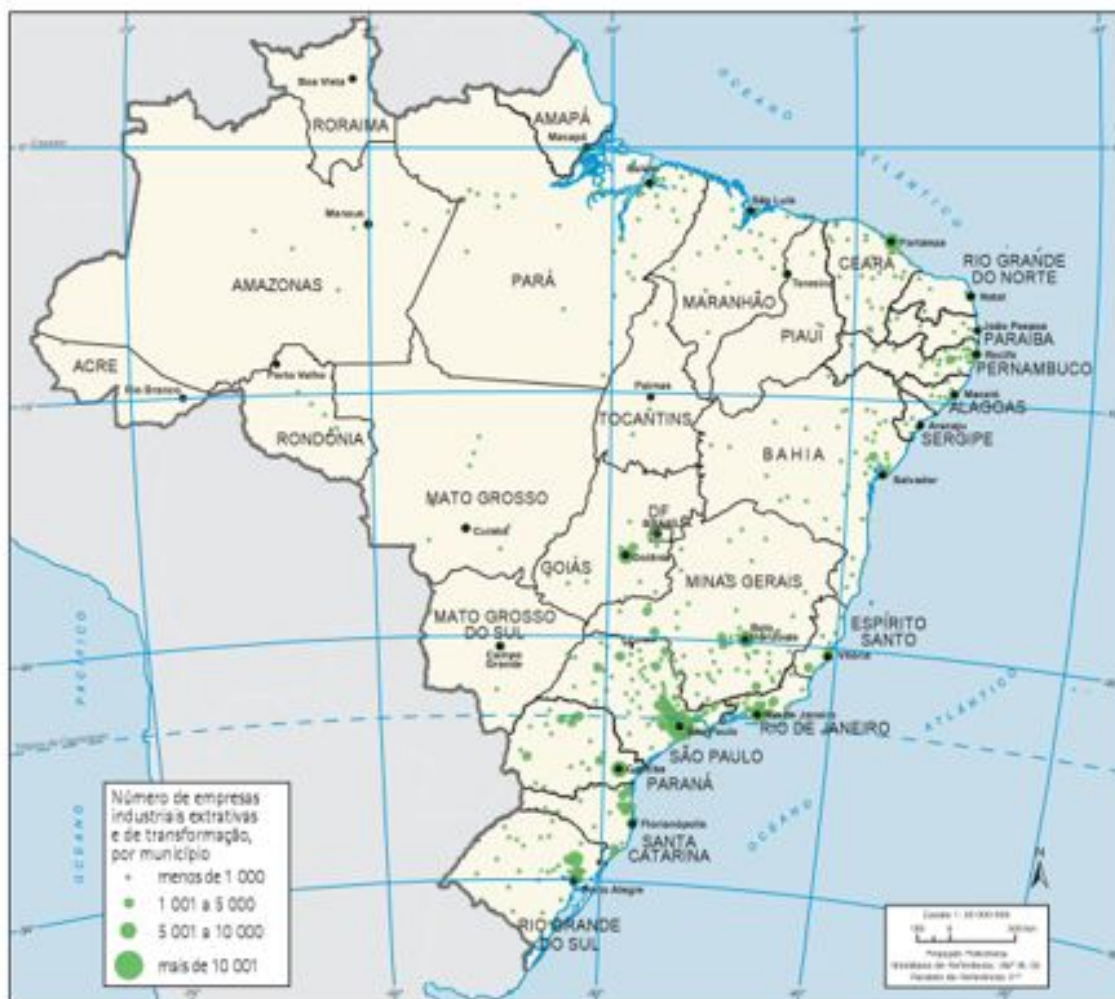 OCEANO
ATLÂNTICO
Boa Vista
RORAIMA
AMAPÁ
Macapá
Belém
São Luís
Manaus
Fortaleza
CEARÁ
RIO GRANDE
DO NORTE
Natal
AMAZONAS
PARÁ
MARANHÃO
Teresina
PIAUÍ
João Pessoa
PARAÍBA
Recife
PERNAMBUCO
ACRE
Rio Branco
Porto Velho
RONDÔNIA
Palmas
TOCANTINS
Maceió
ALAGOAS
Aracaju
SERGIPE
BAHIA
Salvador
MATO GROSSO
Cuiabá
DF
Brasília
Goiânia
GOIÁS
MINAS GERAIS
MATO GROSSO
DO SUL
Campo
Grande
Belo
Horizonte
ESPÍRITO
SANTO
Vitória
Rio de Janeiro
RIO DE JANEIRO
São Paulo
SÃO PAULO
Curitiba
PARANÁ
Florianópolis
SANTA
CATARINA
Porto Alegre
RIO GRANDE
DO SUL
OCEANO
PACÍFICO
OCEANO
ATLÂNTICO
Número de empresas
industriais extrativas
e de transformação,
por município
menos de 1 000
1 001 a 5 000
5 001 a 10 000
mais de 10 001
N